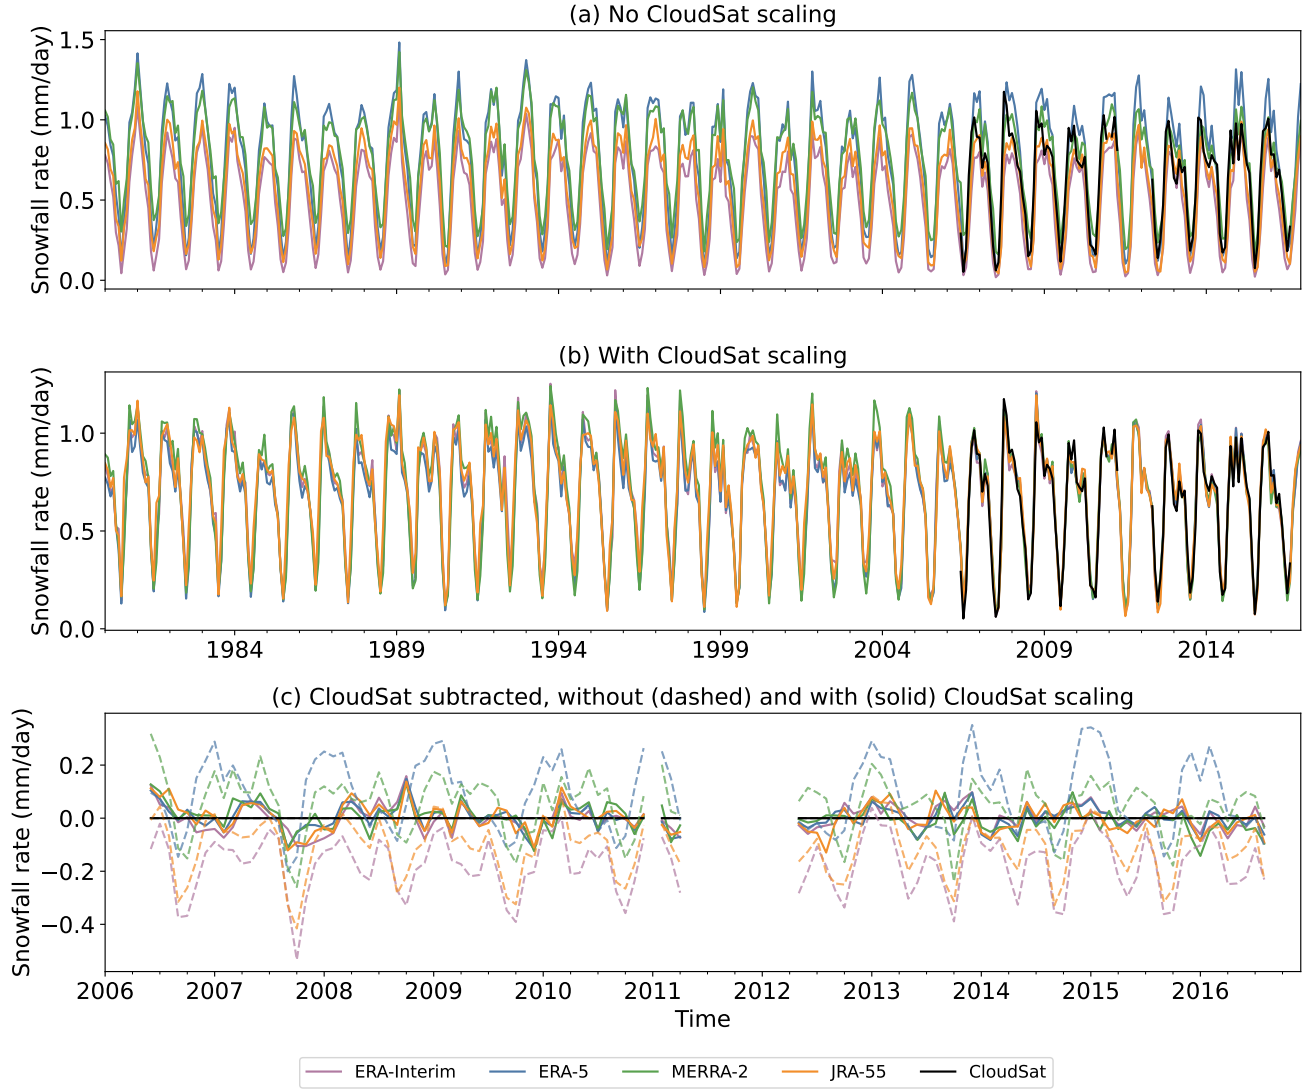 (a) No CloudSat scaling
Snowfall rate (mm/day)
1.5
1.0
0.5
0.0
(b) With CloudSat scaling
Snowfall rate (mm/day)
1.0
0.5
0.0
1984 1989 1994 1999 2004 2009 2014
(c) CloudSat subtracted, without (dashed) and with (solid) CloudSat scaling
Snowfall rate (mm/day)
0.2
0.0
−0.2
−0.4
2006 2007 2008 2009 2010 2011 2012 2013 2014 2015 2016
Time
ERA-Interim ERA-5 MERRA-2 JRA-55 CloudSat